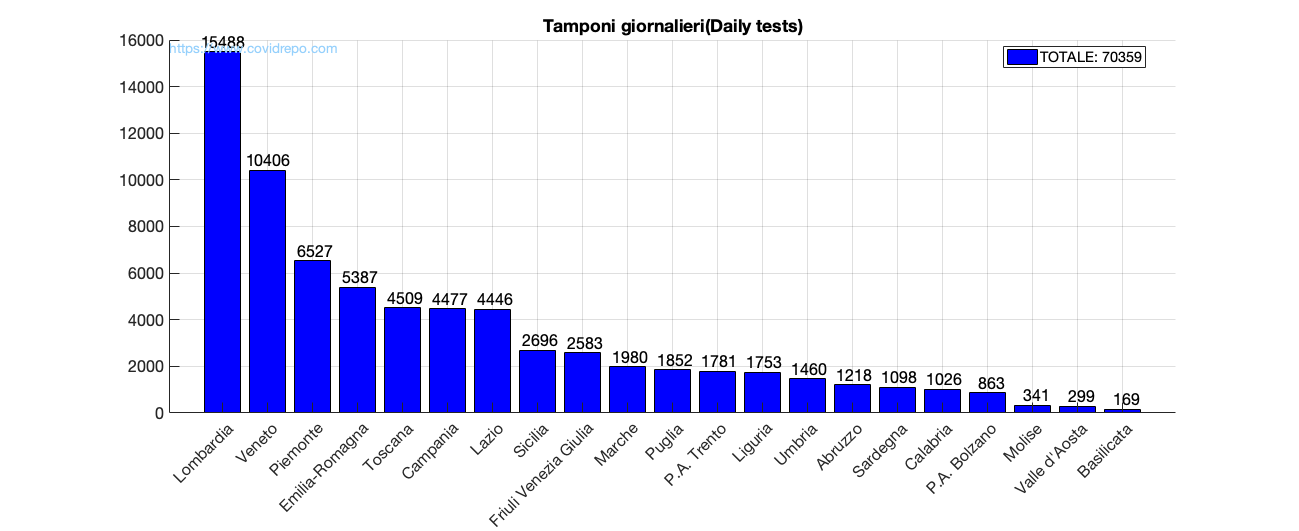 Tamponi giornalieri(Daily tests)
https://www.covidrepo.com
TOTALE: 70359
16000
14000
12000
10000
8000
6000
4000
2000
0
15488
10406
6527
5387
4509
4477
4446
2696
2583
1980
1852
1781
1753
1460
1218
1098
1026
863
341
299
169
Lombardia
Veneto
Piemonte
Emilia-Romagna
Toscana
Campania
Lazio
Sicilia
Friuli Venezia Giulia
Marche
Puglia
P.A. Trento
Liguria
Umbria
Abruzzo
Sardegna
Calabria
P.A. Bolzano
Molise
Valle d'Aosta
Basilicata